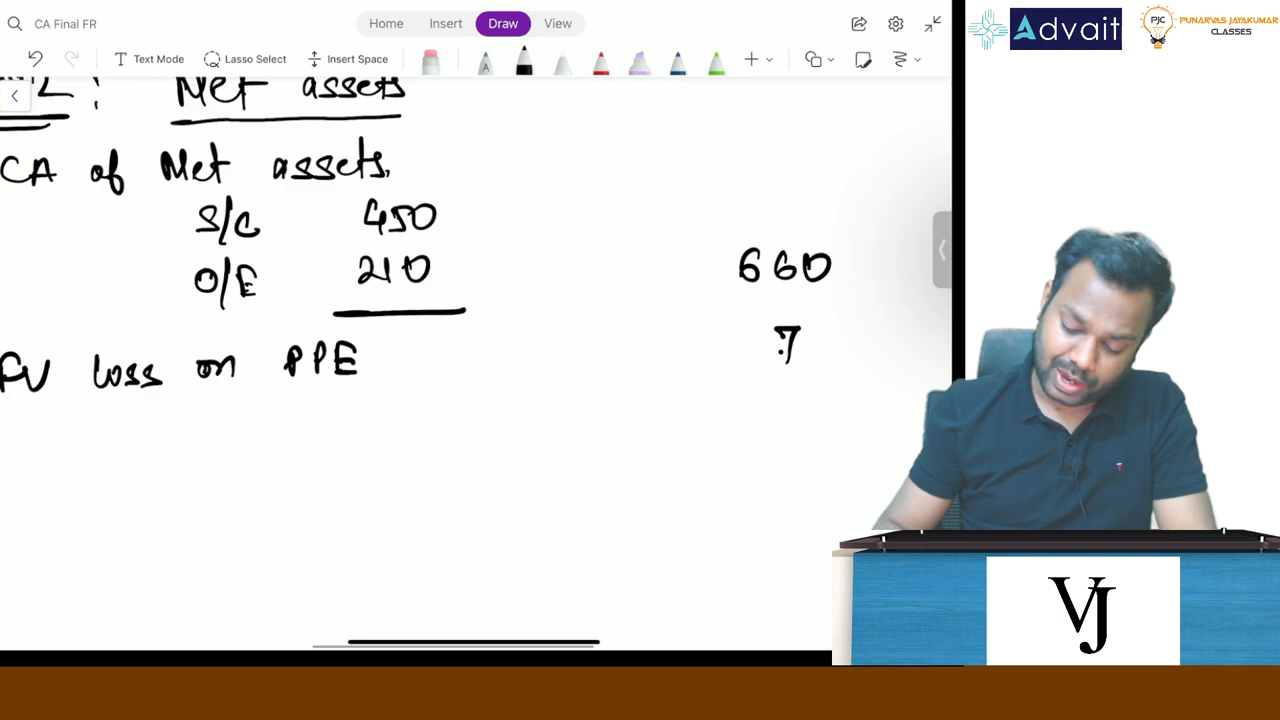 CA Final FR
Home Insert Draw View
Text Mode Lasso Select Insert Space
Advait
PJC PUNARVAS JAYAKUMAR
CLASSES
: Net assets
CA of Net assets.
S/C 450
O/E 210
660
FV loss on PPE
VJ